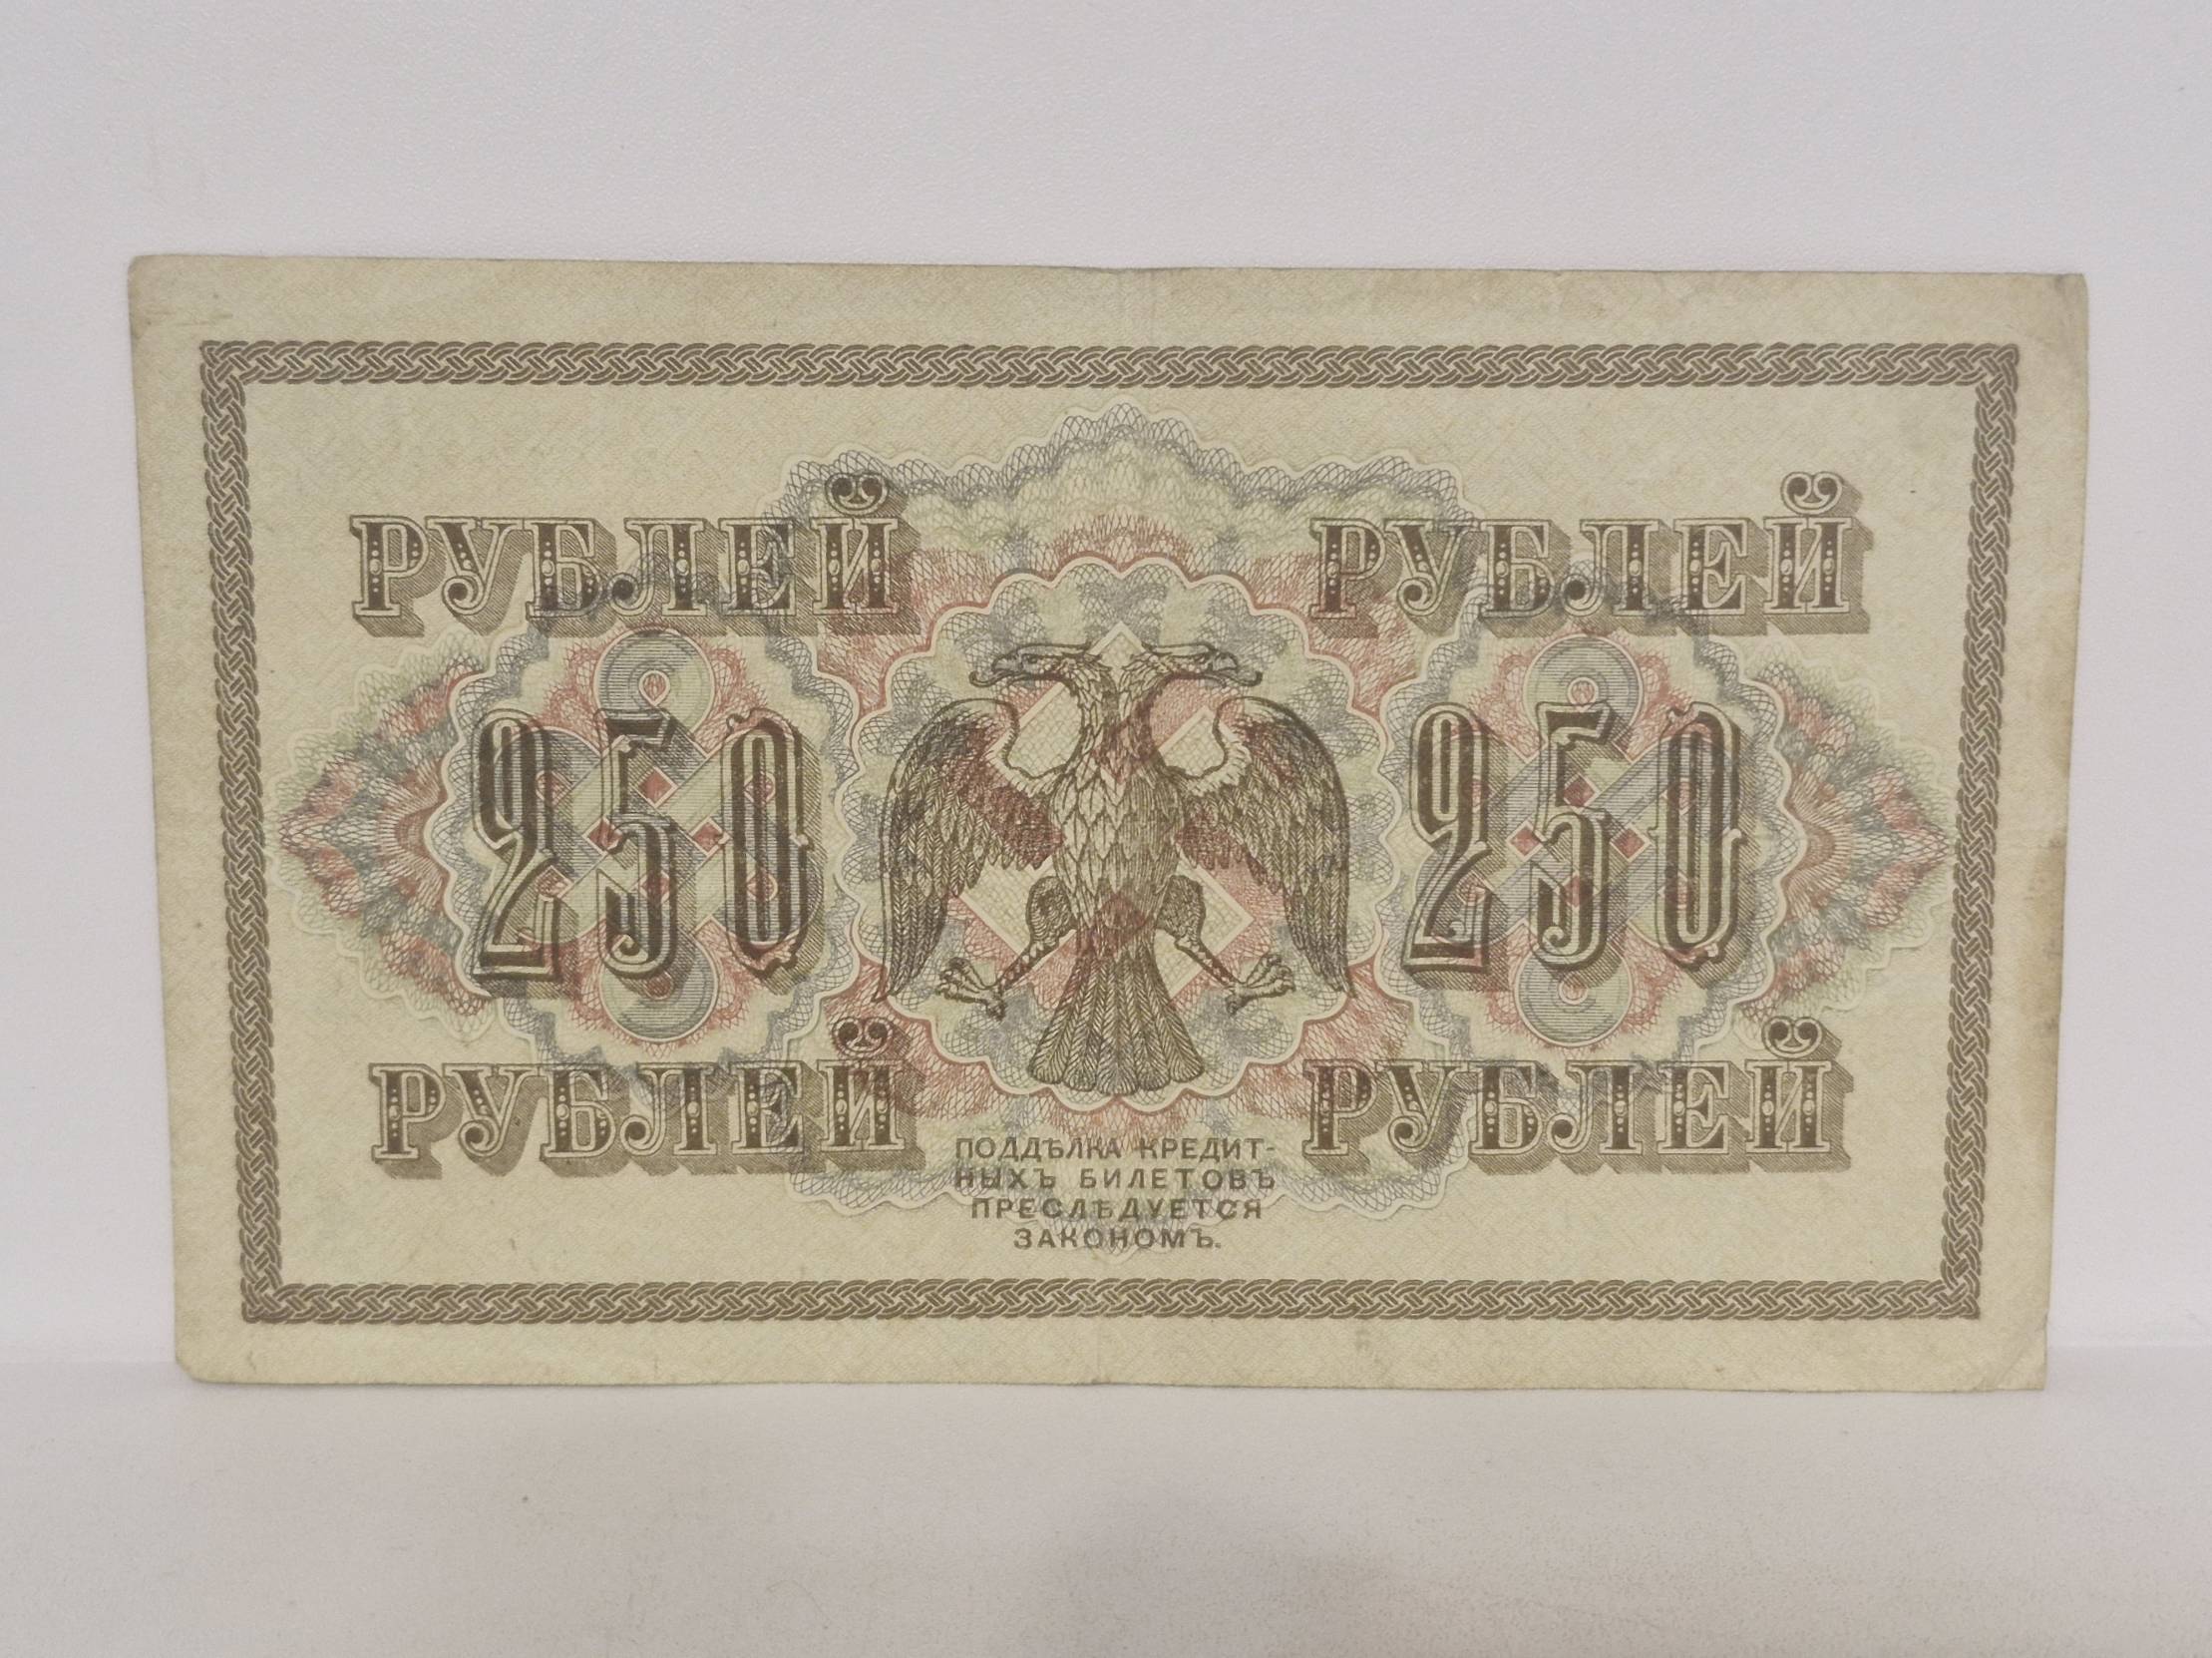 РУБЛЕЙ РУБЛЕЙ
250 250
РУБЛЕЙ РУБЛЕЙ
ПОДДѢЛКА КРЕДИТ-
НЫХЪ БИЛЕТОВЪ
ПРЕСЛѢДУЕТСЯ
ЗАКОНОМЪ.